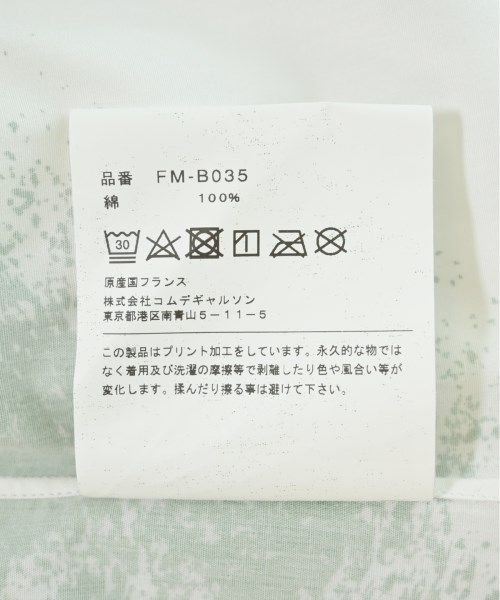 品番 FM-B035
綿 100%
30
原産国フランス
株式会社コムデギャルソン
東京都港区南青山5-11-5
この製品はプリント加工をしています。永久的な物では
なく着用及び洗濯の摩擦等で剥離したり色や風合い等が
変化します。揉んだり擦る事は避けて下さい。